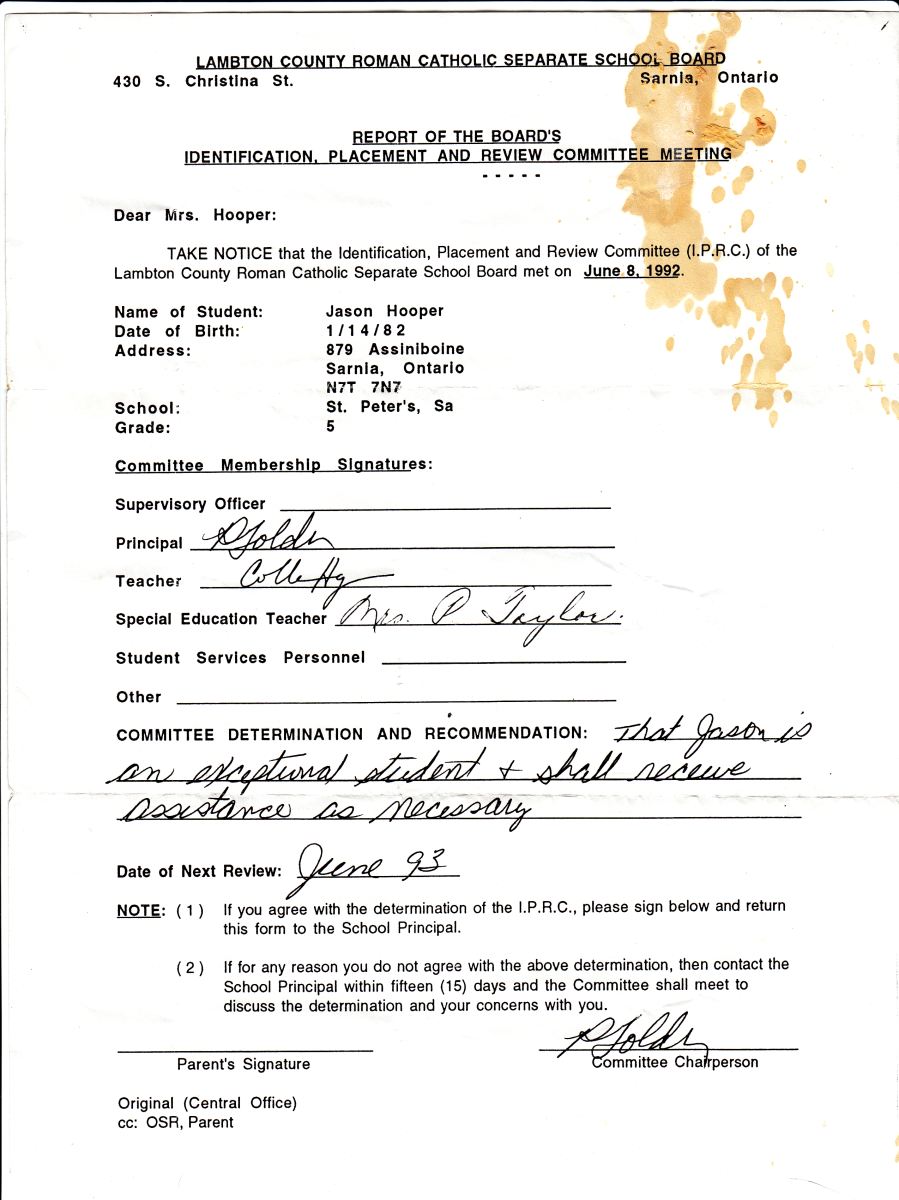 LAMBTON COUNTY ROMAN CATHOLIC SEPARATE SCHOOL BOARD
430 S. Christina St. Sarnia, Ontario
REPORT OF THE BOARD'S
IDENTIFICATION, PLACEMENT AND REVIEW COMMITTEE MEETING
- - - - -
Dear Mrs. Hooper:
TAKE NOTICE that the Identification, Placement and Review Committee (I.P.R.C.) of the
Lambton County Roman Catholic Separate School Board met on June 8, 1992.
Name of Student: Jason Hooper
Date of Birth: 1/14/82
Address: 879 Assiniboine
Sarnia, Ontario
N7T 7N7
School: St. Peter's, Sa
Grade: 5
Committee Membership Signatures:
Supervisory Officer
Principal
Teacher
Special Education Teacher Mrs. P Taylor.
Student Services Personnel
Other
COMMITTEE DETERMINATION AND RECOMMENDATION: That Jason is
an exceptional student + shall receive
assistance as necessary
Date of Next Review: June 93
NOTE: (1) If you agree with the determination of the I.P.R.C., please sign below and return
this form to the School Principal.
(2) If for any reason you do not agree with the above determination, then contact the
School Principal within fifteen (15) days and the Committee shall meet to
discuss the determination and your concerns with you.
Parent's Signature Committee Chairperson
Original (Central Office)
cc: OSR, Parent